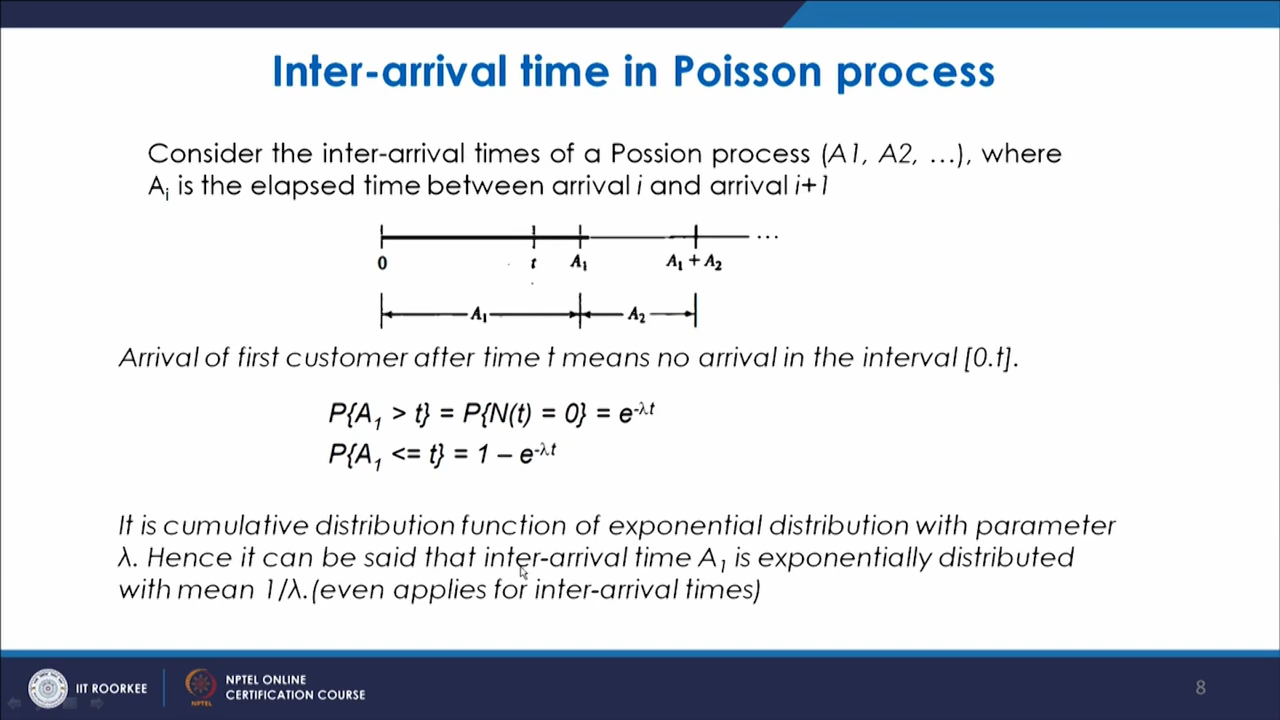 Inter-arrival time in Poisson process
Consider the inter-arrival times of a Possion process (A1, A2, …), where
Ai is the elapsed time between arrival i and arrival i+1
0 t A1 A1 + A2 ...
A1 A2
Arrival of first customer after time t means no arrival in the interval [0.t].
P{A1 > t} = P{N(t) = 0} = e-λt
P{A1 <= t} = 1 – e-λt
It is cumulative distribution function of exponential distribution with parameter
λ. Hence it can be said that inter-arrival time A1 is exponentially distributed
with mean 1/λ.(even applies for inter-arrival times)
IIT ROORKEE
NPTEL
NPTEL ONLINE
CERTIFICATION COURSE
8